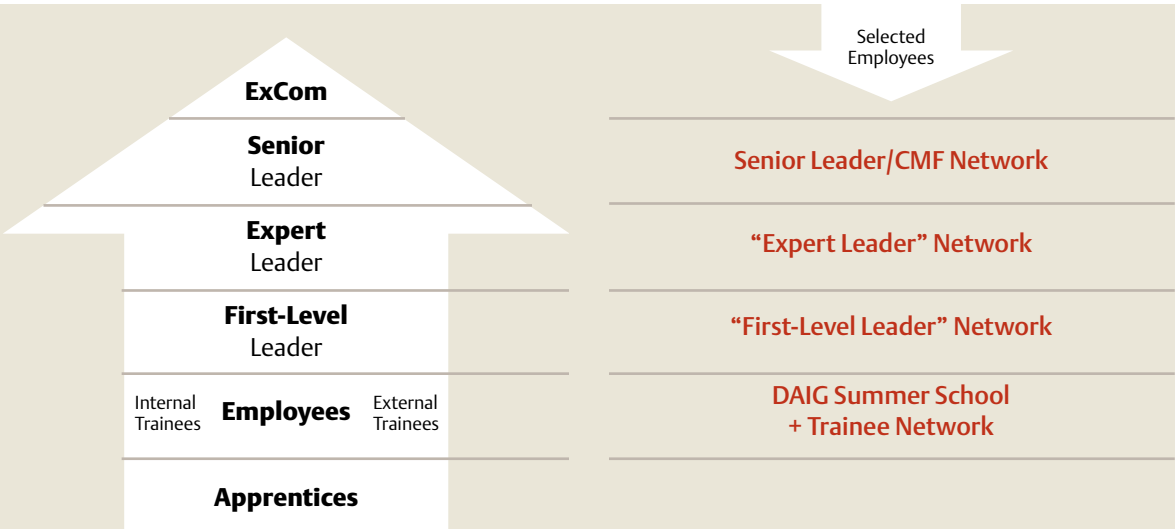 Selected
Employees
ExCom
Senior
Leader
Senior Leader/CMF Network
Expert
Leader
“Expert Leader” Network
First-Level
Leader
“First-Level Leader” Network
Internal
Trainees
Employees
External
Trainees
DAIG Summer School
+ Trainee Network
Apprentices